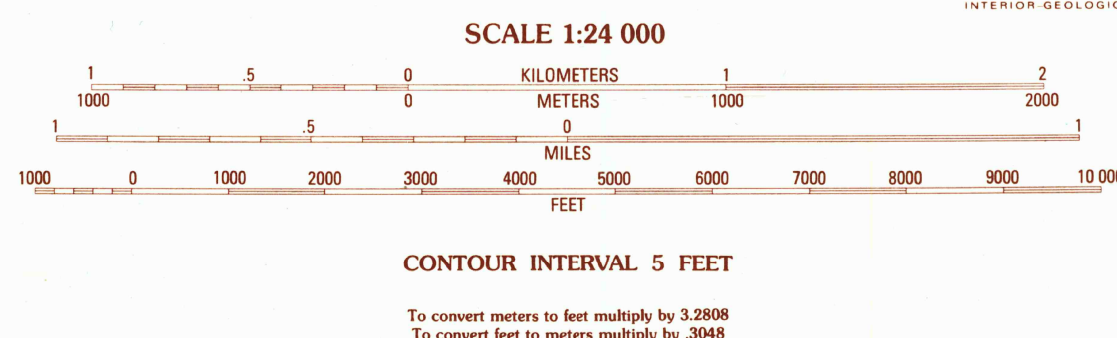 INTERIOR-GEOLOGIC
SCALE 1:24 000
1 .5 0 KILOMETERS 1 2
1000 0 METERS 1000 2000
1 .5 0 1
MILES
1000 0 1000 2000 3000 4000 5000 6000 7000 8000 9000 10 000
FEET
CONTOUR INTERVAL 5 FEET
To convert meters to feet multiply by 3.2808
To convert feet to meters multiply by .3048